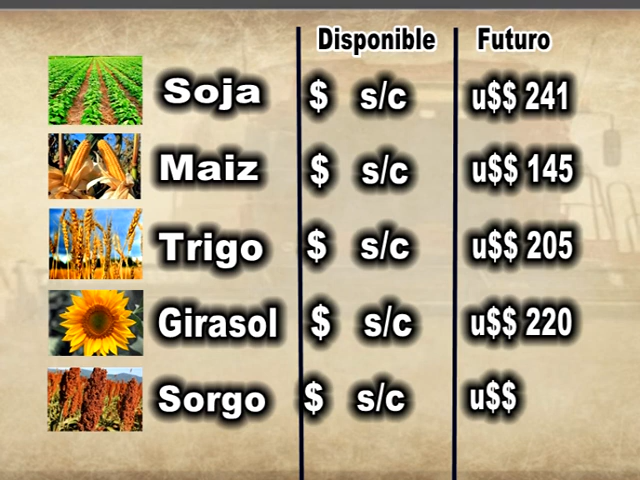 Disponible Futuro
Soja $ s/c u$$ 241
Maiz $ s/c u$$ 145
Trigo $ s/c u$$ 205
Girasol $ s/c u$$ 220
Sorgo $ s/c u$$